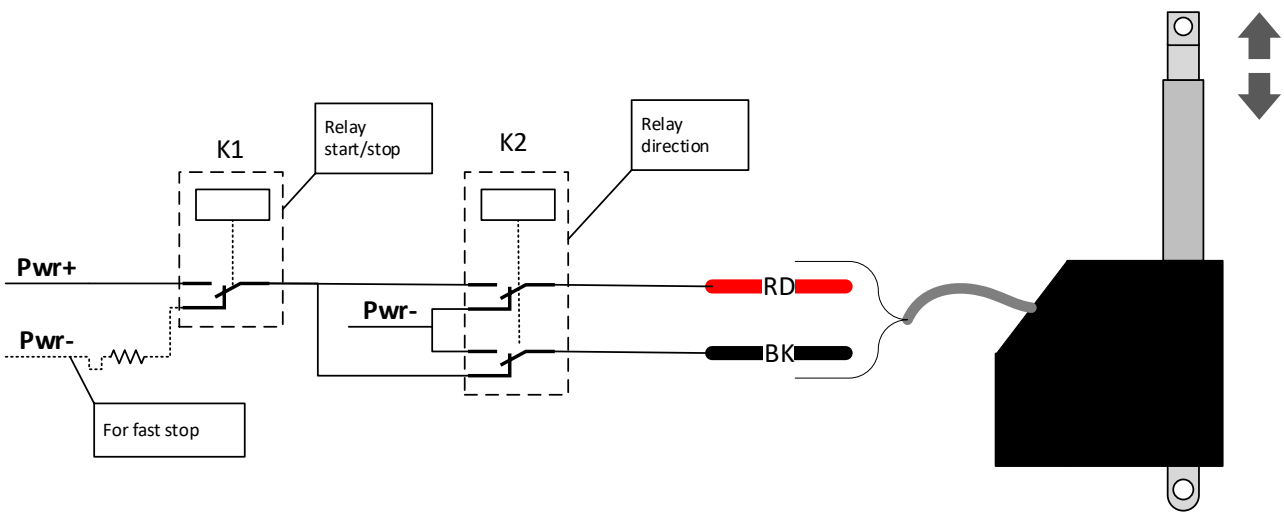 Relay
start/stop
K1
Relay
direction
K2
Pwr+
Pwr-
Pwr-
RD
BK
For fast stop